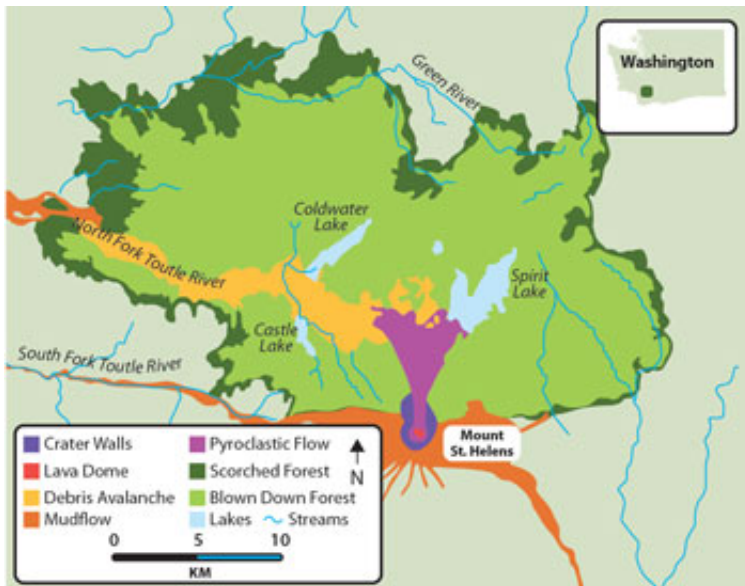 Green River
Washington
Coldwater
Lake
North Fork Toutle River
Spirit
Lake
Castle
Lake
South Fork Toutle River
Mount
St. Helens
Crater Walls
Pyroclastic Flow
Lava Dome
Scorched Forest
N
Debris Avalanche
Blown Down Forest
Mudflow
Lakes
Streams
0
5
10
KM